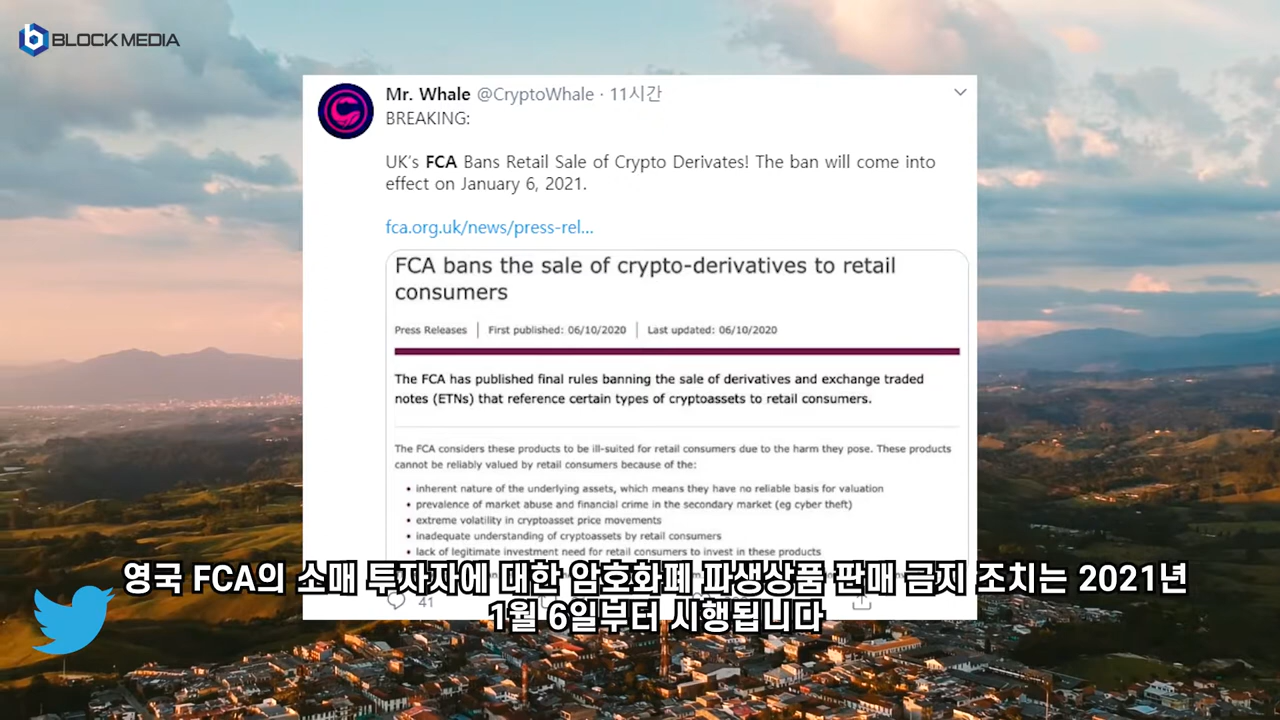 BLOCK MEDIA
Mr. Whale @CryptoWhale · 11시간
BREAKING:
UK's FCA Bans Retail Sale of Crypto Derivates! The ban will come into
effect on January 6, 2021.
fca.org.uk/news/press-rel...
FCA bans the sale of crypto-derivatives to retail
consumers
Press Releases | First published: 06/10/2020 | Last updated: 06/10/2020
The FCA has published final rules banning the sale of derivatives and exchange traded
notes (ETNs) that reference certain types of cryptoassets to retail consumers.
The FCA considers these products to be ill-suited for retail consumers due to the harm they pose. These products
cannot be reliably valued by retail consumers because of the:
• inherent nature of the underlying assets, which means they have no reliable basis for valuation
• prevalence of market abuse and financial crime in the secondary market (eg cyber theft)
• extreme volatility in cryptoasset price movements
• inadequate understanding of cryptoassets by retail consumers
• lack of legitimate investment need for retail consumers to invest in these products
영국 FCA의 소매 투자자에 대한 암호화폐 파생상품 판매 금지 조치는 2021년
41
1월 6일부터 시행됩니다